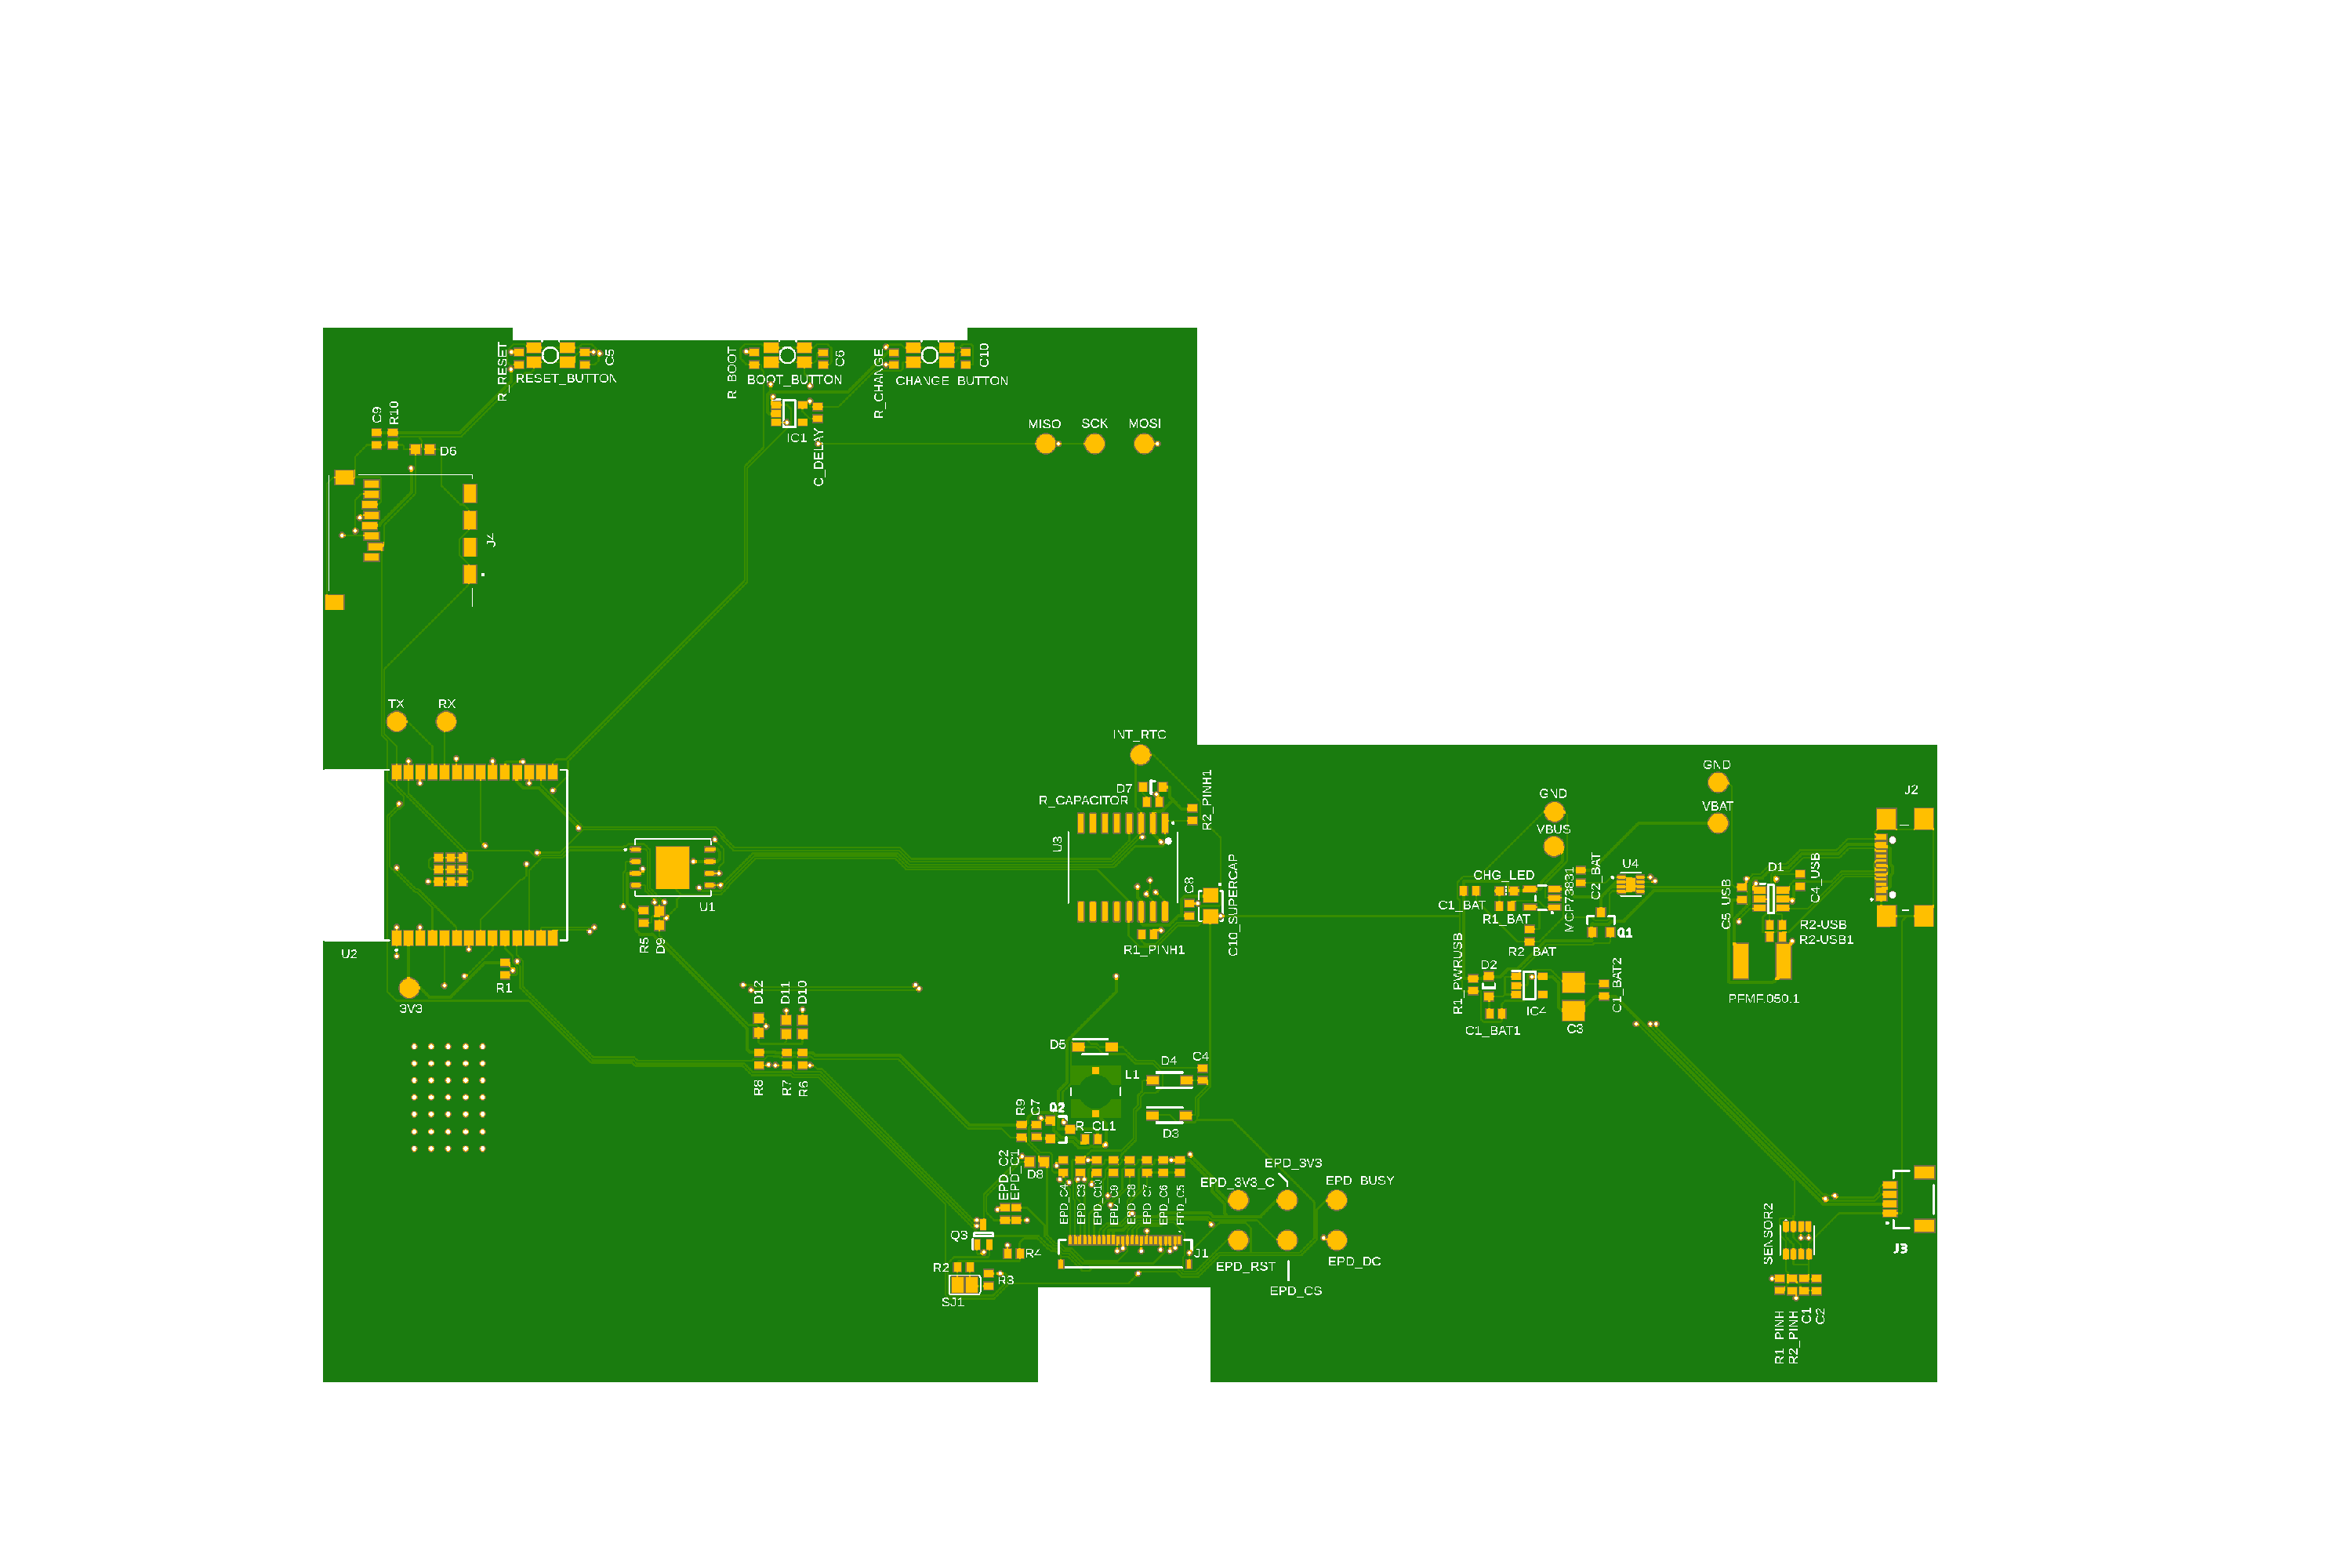 R_RESET
C5
RESET_BUTTON
R_BOOT
C6
BOOT_BUTTON
R_CHANGE
C10
CHANGE_BUTTON
C9
R10
D6
IC1
C_DELAY
MISO
SCK
MOSI
J4
TX
RX
INT_RTC
D7
R_CAPACITOR
R2_PINH1
U3
GND
VBUS
GND
VBAT
J2
U1
C8
C10_SUPERCAP
R1_PINH1
CHG_LED
C1_BAT
R1_BAT
MCP73831
C2_BAT
U4
Q1
R2_BAT
C5_USB
D1
C4_USB
R2-USB
R2-USB1
U2
R5
D9
R1
3V3
D12
D11
D10
R1_PWRUSB
D2
C1_BAT1
IC4
C3
C1_BAT2
PFMF.050.1
D5
D4
C4
L1
R8
R7
R6
R9
C7
Q2
R_CL1
D3
EPD_C2
EPD_C1
D8
EPD_C4
EPD_C3
EPD_C10
EPD_C9
EPD_C8
EPD_C7
EPD_C6
EPD_C5
EPD_3V3
EPD_3V3_C
EPD_BUSY
Q3
R4
J1
EPD_RST
EPD_DC
EPD_CS
R2
R3
SJ1
SENSOR2
J3
R1_PINH
R2_PINH
C1
C2